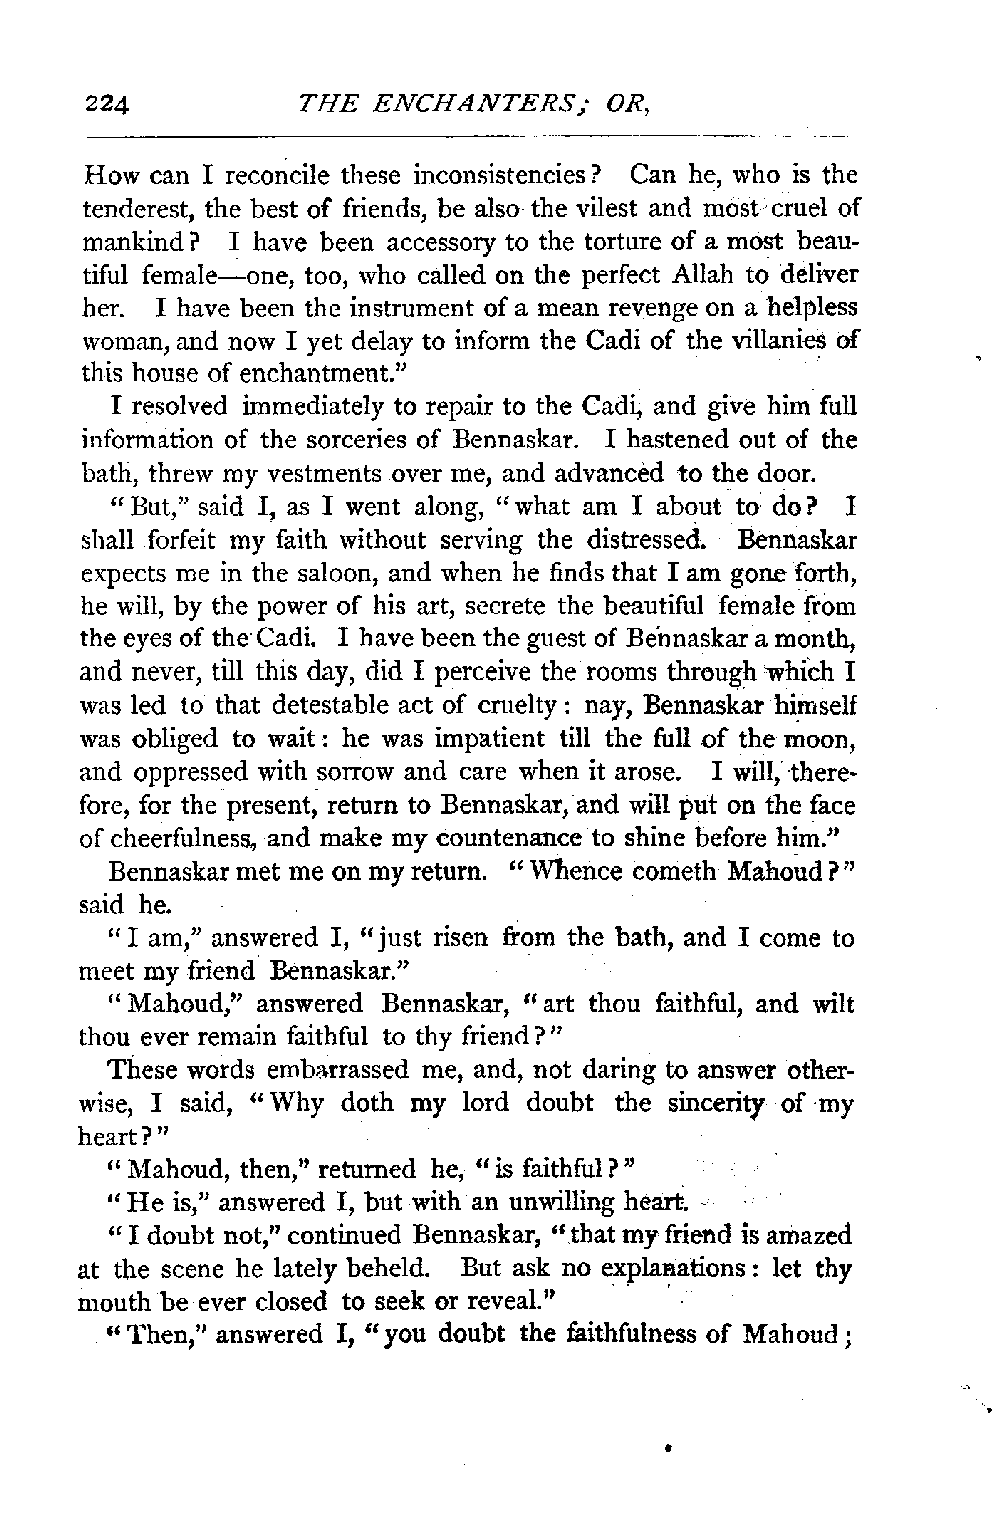 224 THE ENCHANTERS; OR,
How can I reconcile these inconsistencies? Can he, who is the
tenderest, the best of friends, be also the vilest and most cruel of
mankind? I have been accessory to the torture of a most beau-
tiful female—one, too, who called on the perfect Allah to deliver
her. I have been the instrument of a mean revenge on a helpless
woman, and now I yet delay to inform the Cadi of the villanies of
this house of enchantment.”
I resolved immediately to repair to the Cadi, and give him full
information of the sorceries of Bennaskar. I hastened out of the
bath, threw my vestments over me, and advanced to the door.
“But,” said I, as I went along, “what am I about to do? I
shall forfeit my faith without serving the distressed. Bennaskar
expects me in the saloon, and when he finds that I am gone forth,
he will, by the power of his art, secrete the beautiful female from
the eyes of the Cadi. I have been the guest of Bennaskar a month,
and never, till this day, did I perceive the rooms through which I
was led to that detestable act of cruelty: nay, Bennaskar himself
was obliged to wait: he was impatient till the full of the moon,
and oppressed with sorrow and care when it arose. I will, there-
fore, for the present, return to Bennaskar, and will put on the face
of cheerfulness, and make my countenance to shine before him.”
Bennaskar met me on my return. “Whence cometh Mahoud?”
said he.
“I am,” answered I, “just risen from the bath, and I come to
meet my friend Bennaskar.”
“Mahoud,” answered Bennaskar, “art thou faithful, and wilt
thou ever remain faithful to thy friend?”
These words embarrassed me, and, not daring to answer other-
wise, I said, “Why doth my lord doubt the sincerity of my
heart?”
“Mahoud, then,” returned he, “is faithful?”
“He is,” answered I, but with an unwilling heart.
“I doubt not,” continued Bennaskar, “that my friend is amazed
at the scene he lately beheld. But ask no explanations: let thy
mouth be ever closed to seek or reveal.”
“Then,” answered I, “you doubt the faithfulness of Mahoud;